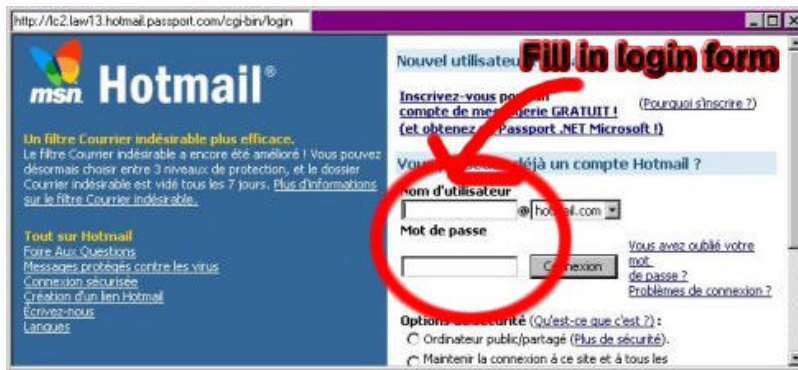 http://lc2.law13.hotmail.passport.com/cgi-bin/login
msn Hotmail®
Un filtre Courrier indésirable plus efficace.
Le filtre Courrier indésirable a encore été amélioré ! Vous pouvez
désormais choisir entre 3 niveaux de protection, et le dossier
Courrier indésirable est vidé tous les 7 jours. Plus d'informations
sur le filtre Courrier indésirable.
Tout sur Hotmail
Foire Aux Questions
Messages protégés contre les virus
Connexion sécurisée
Création d'un lien Hotmail
Écrivez-nous
Langues
Fill in login form
Nouvel
Inscrivez-vous
compte de GRATUIT !
(et obtenez Passport .NET Microsoft !)
(Pourquoi s'inscrire ?)
déjà un compte Hotmail ?
Nom d'utilisateur
@ hotmail.com
Mot de passe
Connexion
Vous avez oublié votre
mot
de passe ?
Problèmes de connexion ?
Options sécurité (Qu'est-ce que c'est ?) :
Ordinateur public/partagé (Plus de sécurité).
Maintenir la connexion à ce site et à tous les